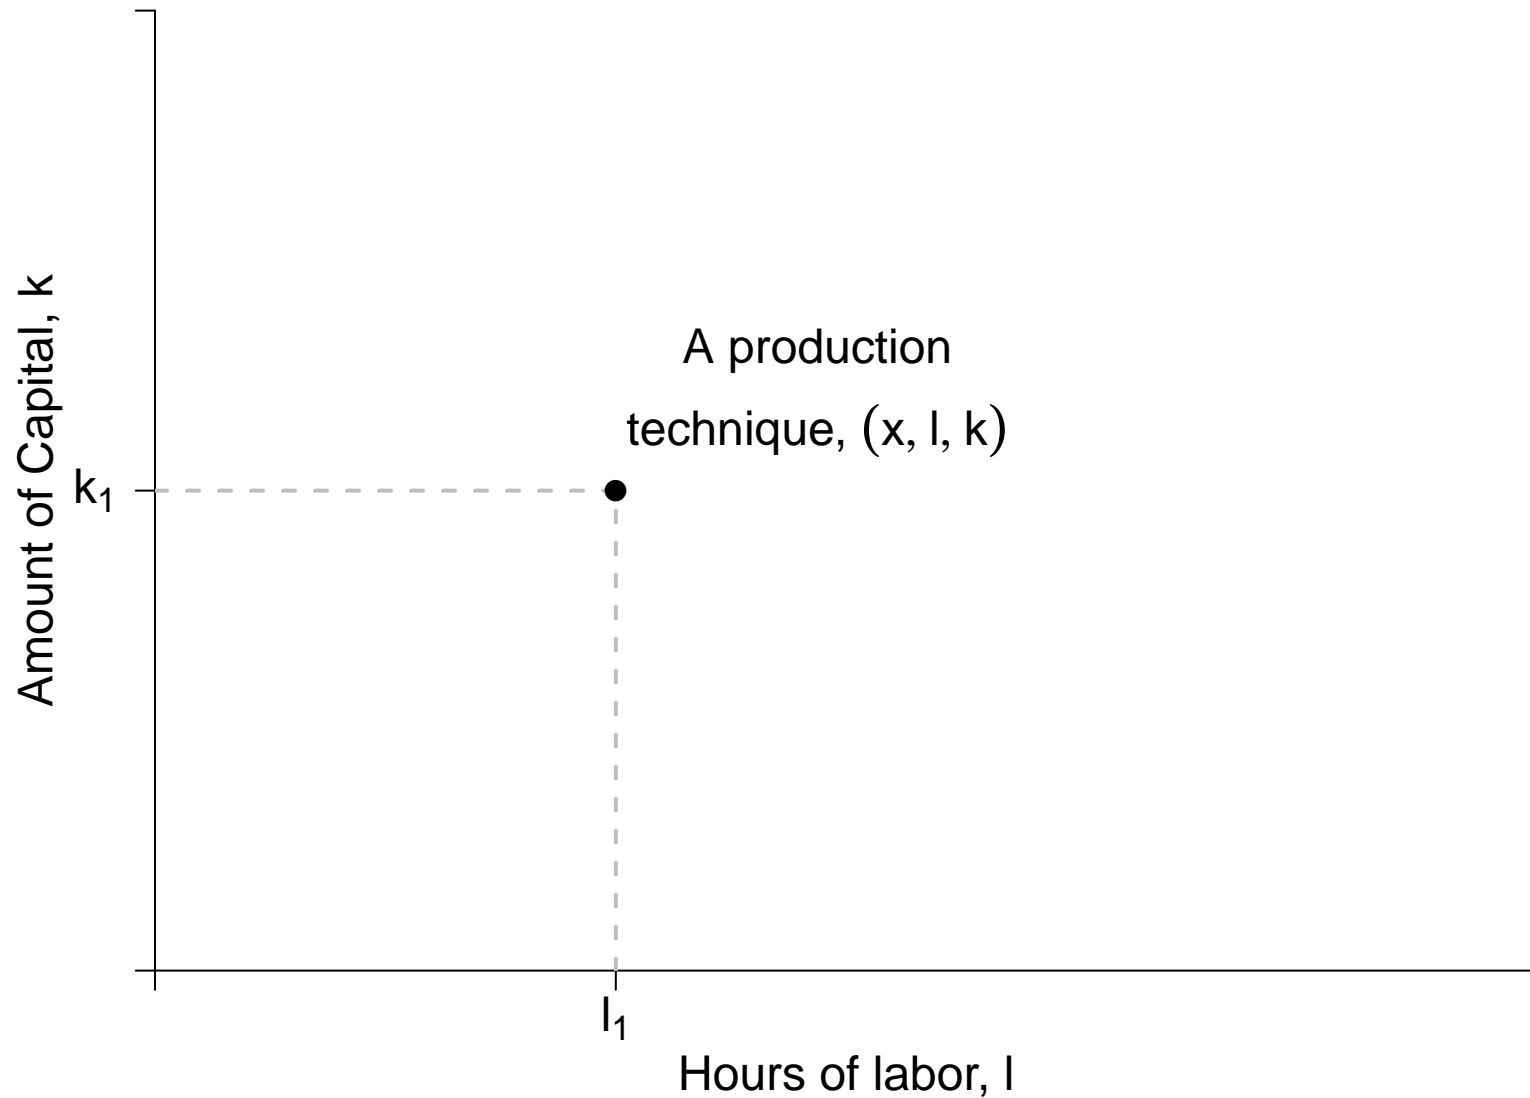 Amount of Capital, k
A production
technique, (x, l, k)
k₁
l₁
Hours of labor, l